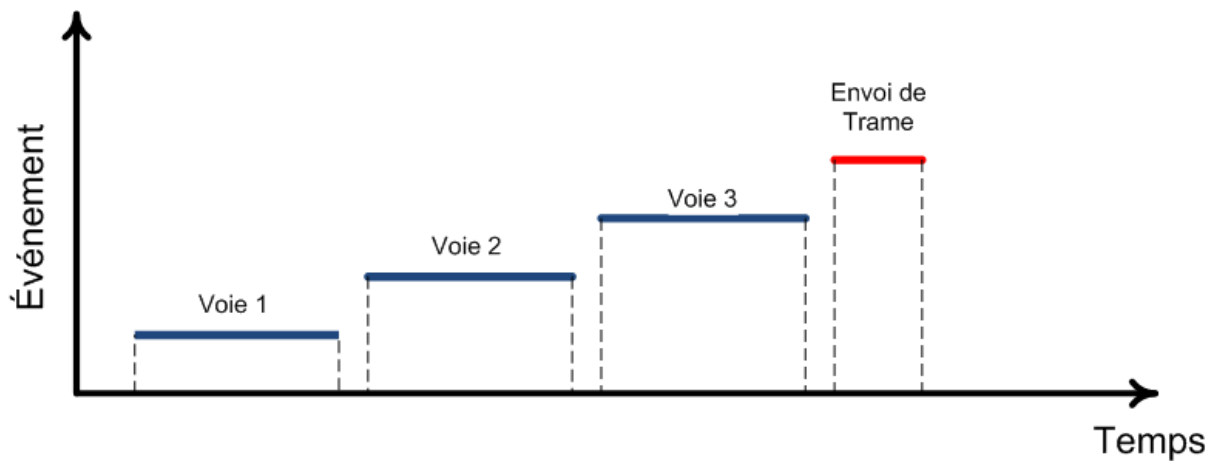 Événement
Envoi de
Trame
Voie 3
Voie 2
Voie 1
Temps